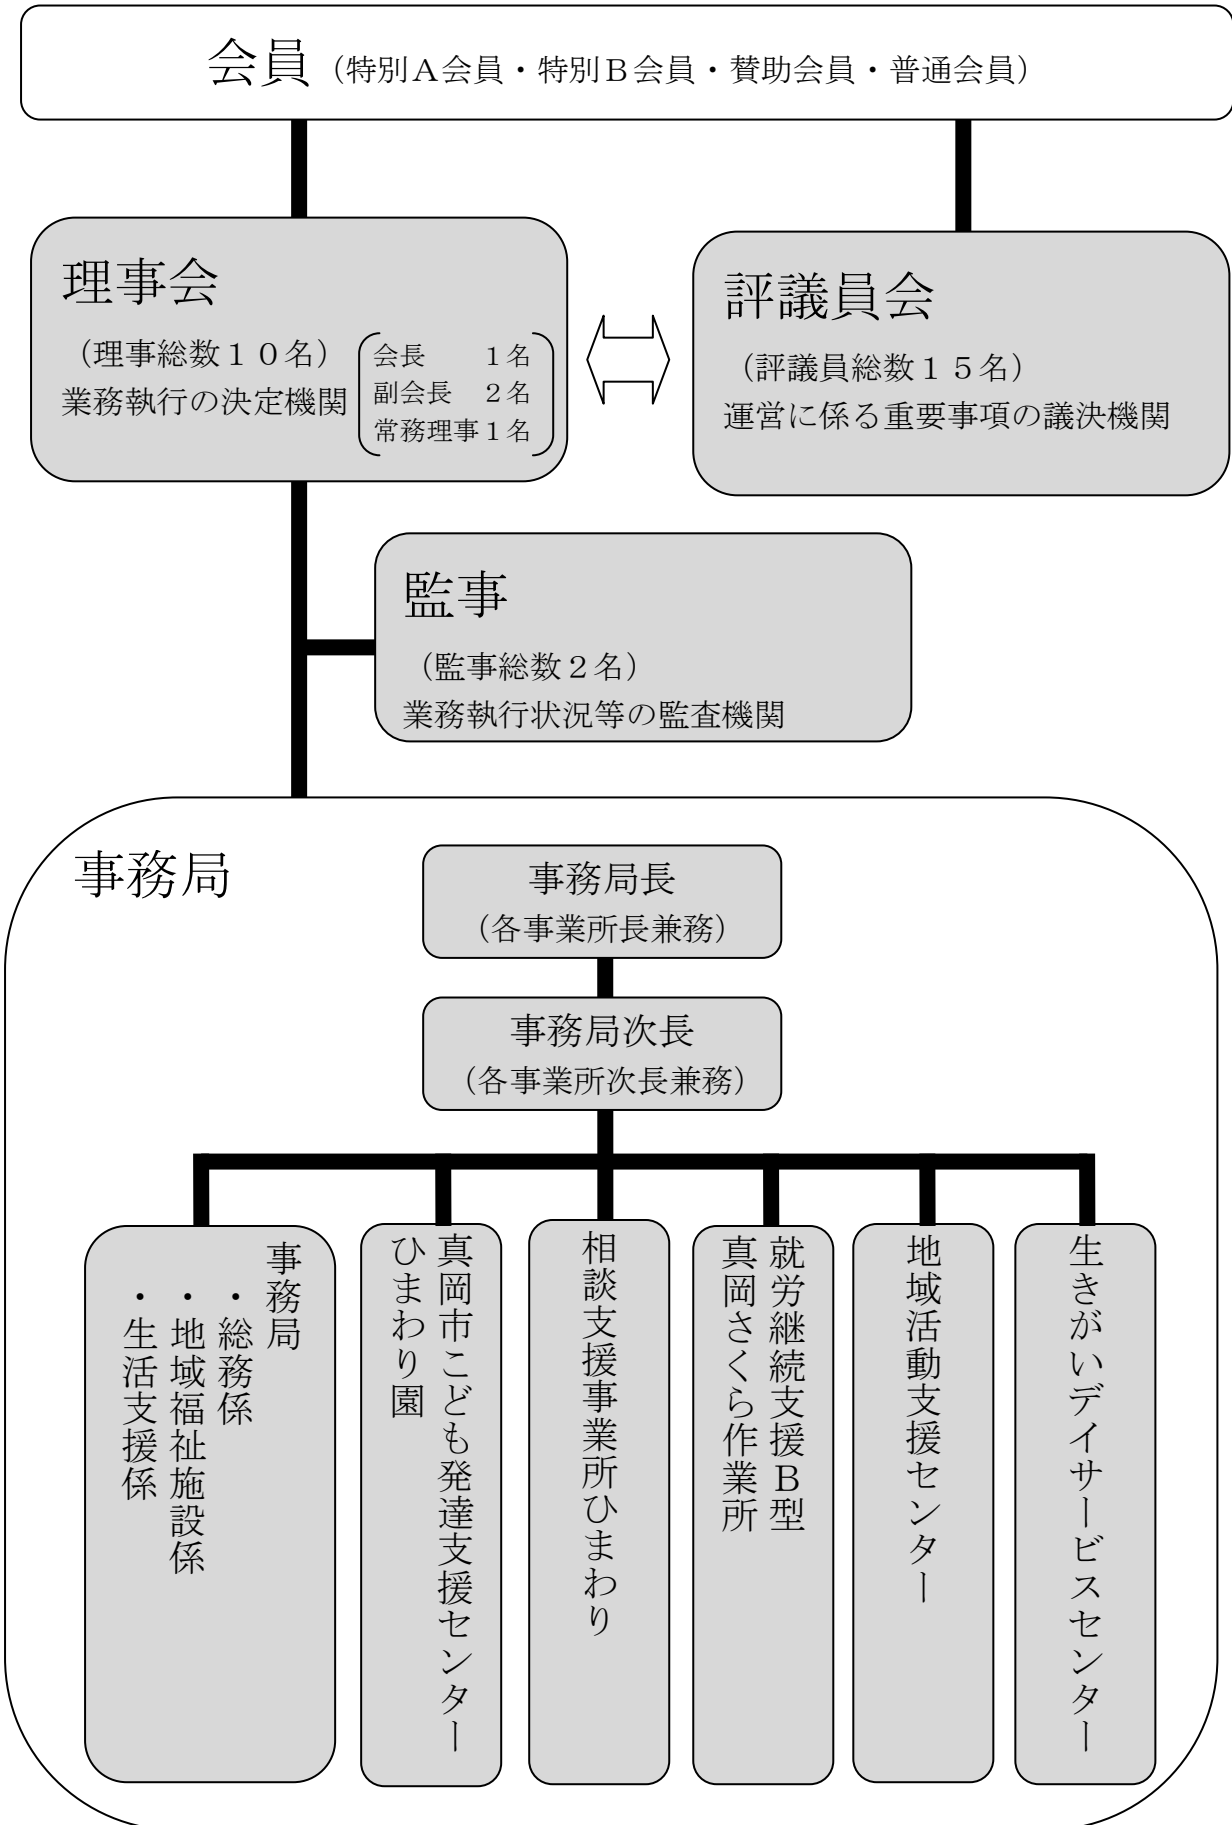 会員（特別Ａ会員・特別Ｂ会員・賛助会員・普通会員）
理事会
（理事総数１０名）
業務執行の決定機関
会長　　１名
副会長　２名
常務理事１名
評議員会
（評議員総数１５名）
運営に係る重要事項の議決機関
監事
（監事総数２名）
業務執行状況等の監査機関
事務局
事務局長
（各事業所長兼務）
事務局次長
（各事業所次長兼務）
事務局
・総務係
・地域福祉施設係
・生活支援係
真岡市こども発達支援センター
ひまわり園
相談支援事業所ひまわり
就労継続支援Ｂ型
真岡さくら作業所
地域活動支援センター
生きがいデイサービスセンター